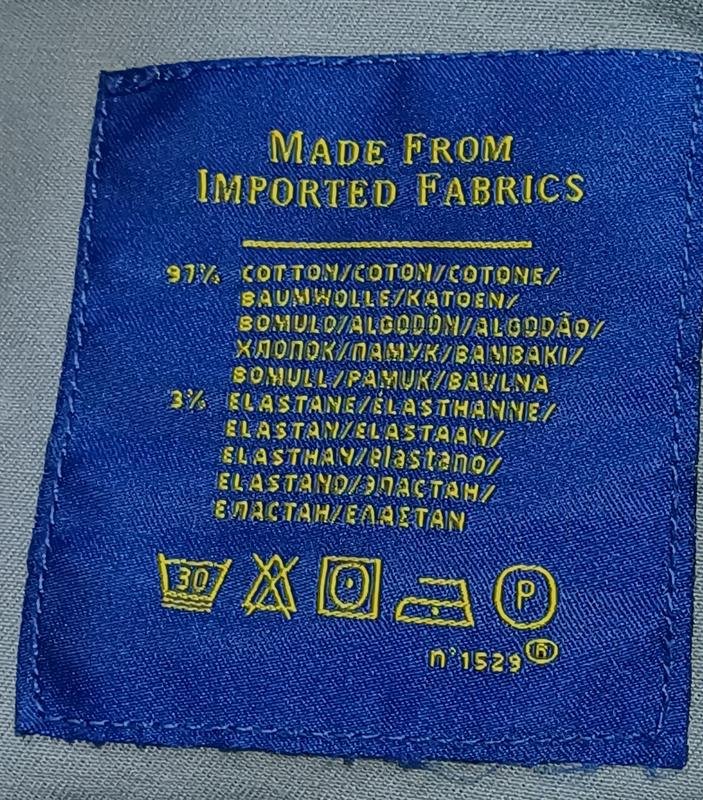 MADE FROM
IMPORTED FABRICS
97% COTTON/COTON/COTONE/
BAUMWOLLE/KATOEN/
BOMULD/ALGODÓN/ALGODÃO/
ХЛОПОК/ПАМУК/BAMBAKI/
BOMULL/PAMUK/BAVLNA
3% ELASTANE/ÉLASTHANNE/
ELASTAN/ELASTAAN/
ELASTHAN/elastano/
ELASTANO/ЭЛАСТАН/
ЕЛАСТАН/ΕΛΑΣΤΑΝ
30 P
n°1529®